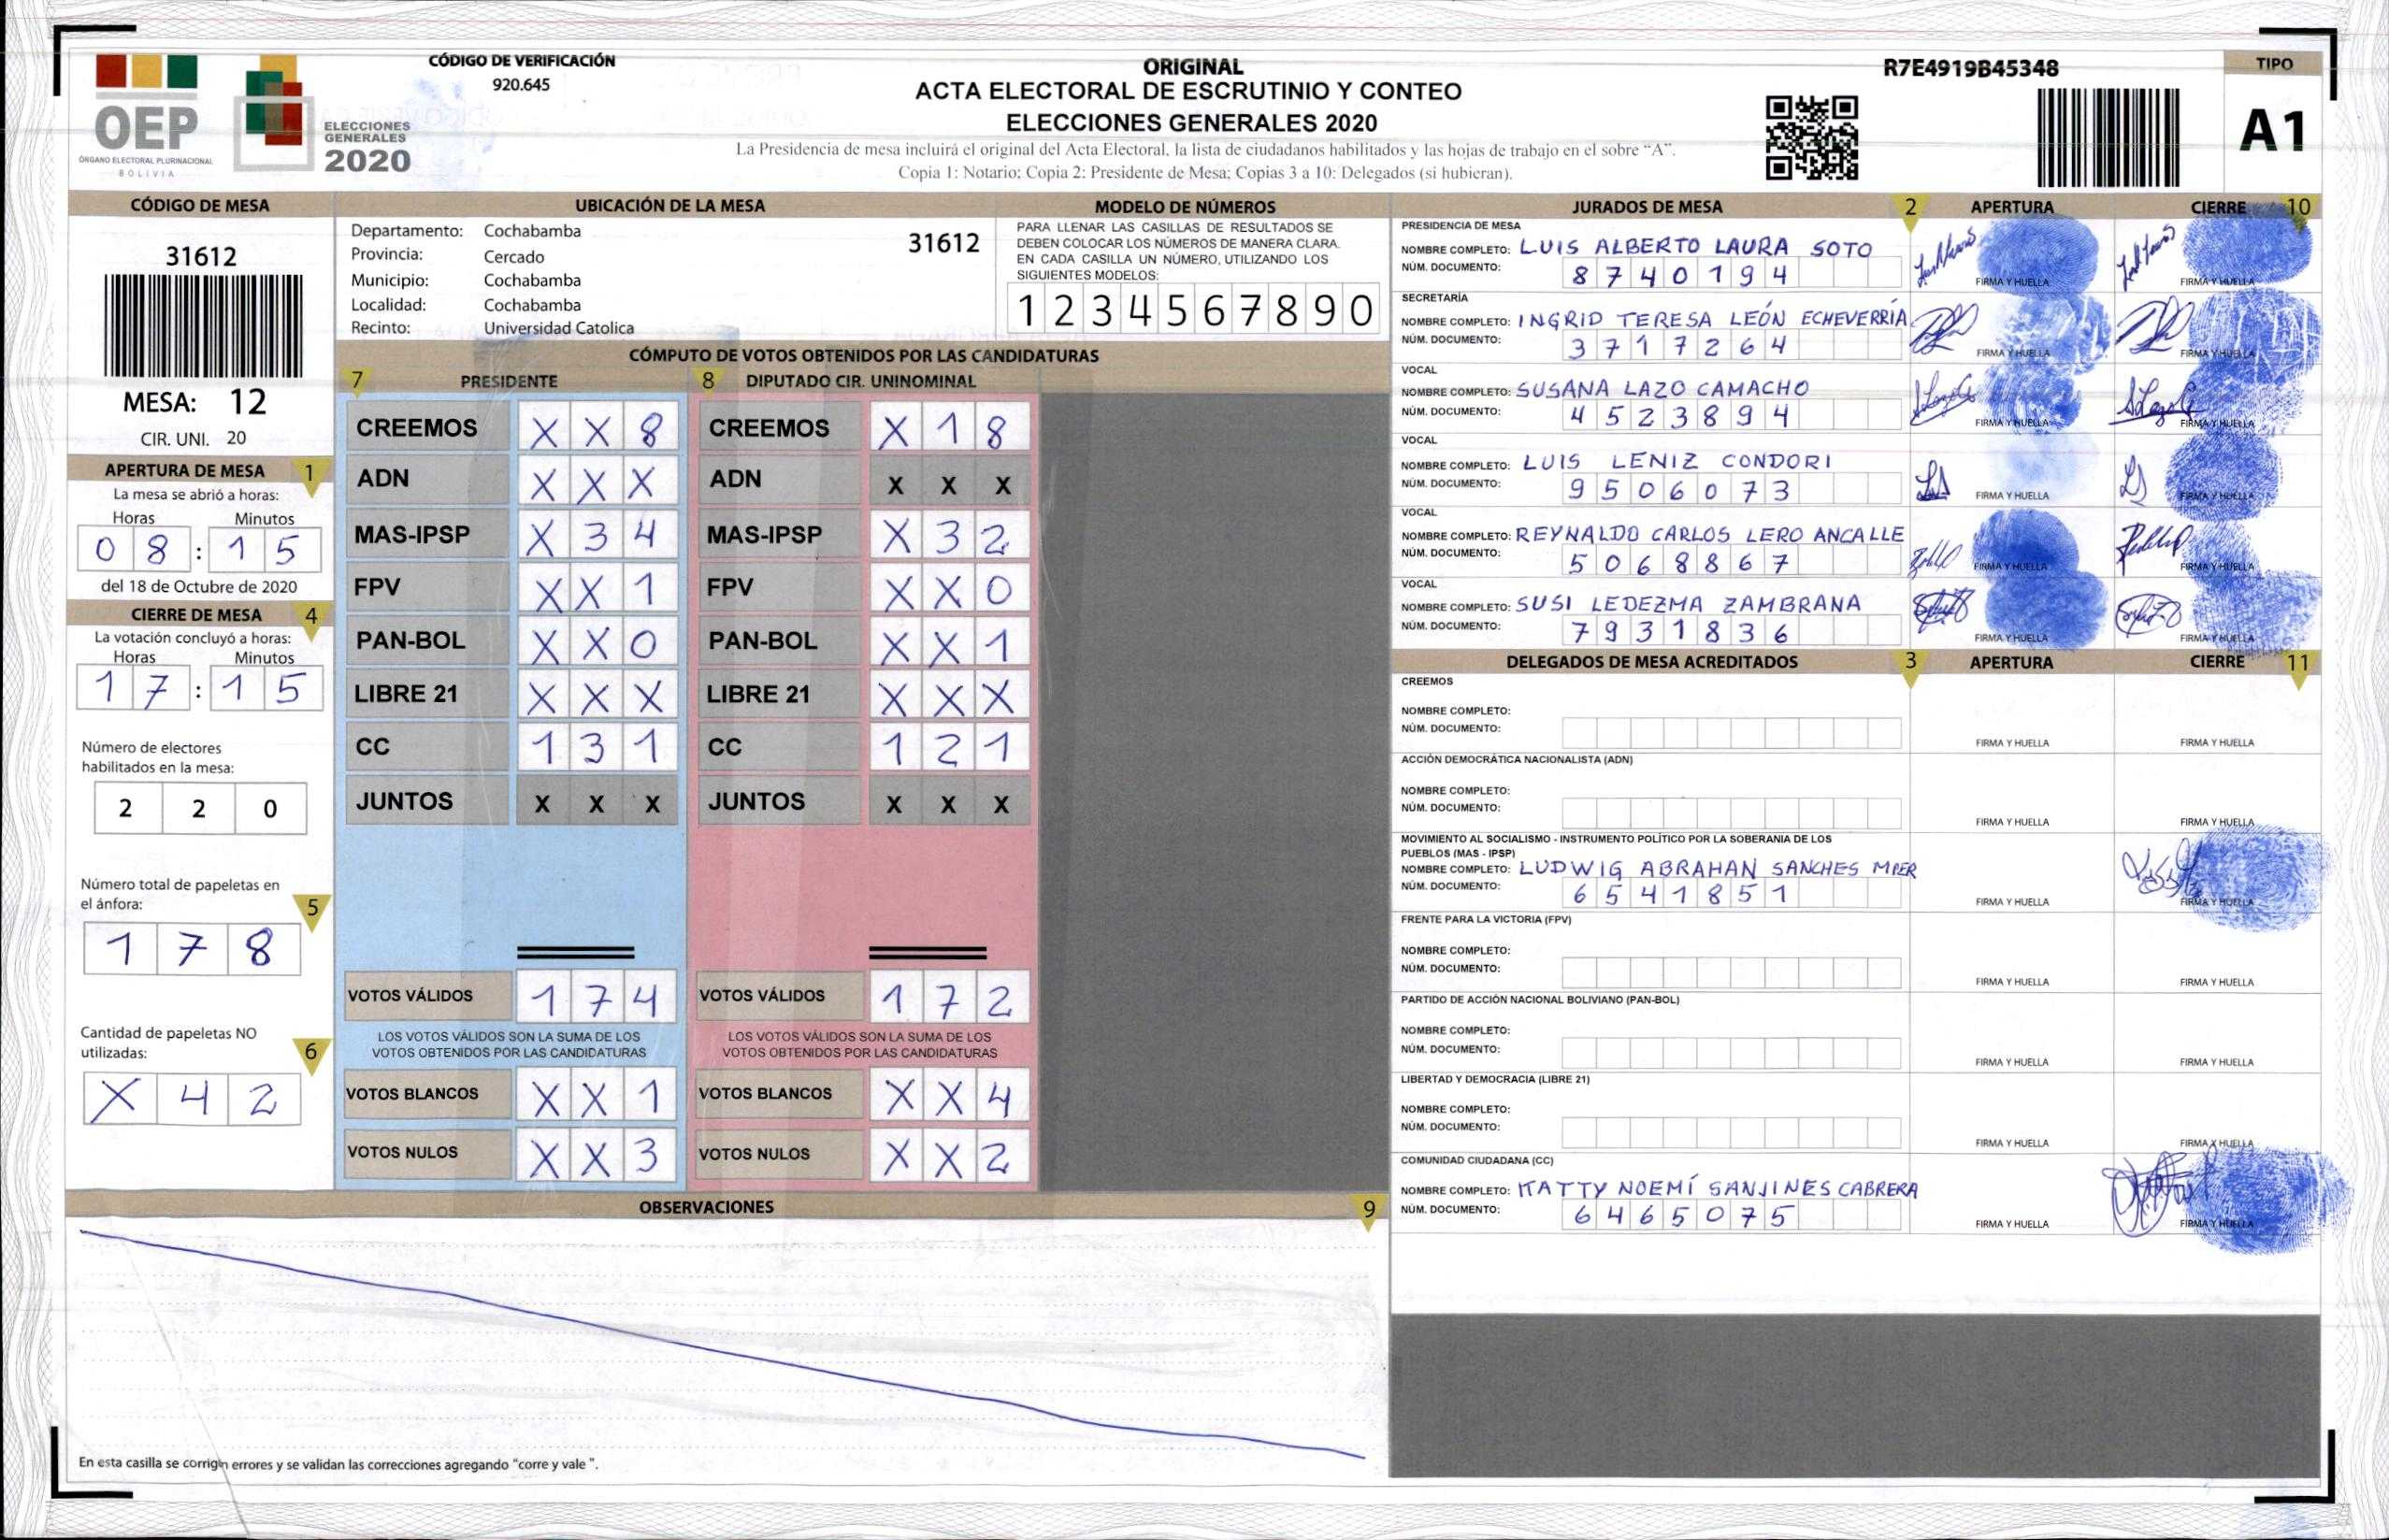 CÓDIGO DE VERIFICACIÓN
920.645
OEP
ÓRGANO ELECTORAL PLURINACIONAL
BOLIVIA
ELECCIONES
GENERALES
2020
ORIGINAL
ACTA ELECTORAL DE ESCRUTINIO Y CONTEO
ELECCIONES GENERALES 2020
La Presidencia de mesa incluirá el original del Acta Electoral, la lista de ciudadanos habilitados y las hojas de trabajo en el sobre “A”.
Copia 1: Notario; Copia 2: Presidente de Mesa; Copias 3 a 10: Delegados (si hubieran).
R7E4919B45348
TIPO
A1
CÓDIGO DE MESA
31612
MESA: 12
CIR. UNI. 20
APERTURA DE MESA 1
La mesa se abrió a horas:
Horas Minutos
0 8 : 1 5
del 18 de Octubre de 2020
CIERRE DE MESA 4
La votación concluyó a horas:
Horas Minutos
1 7 : 1 5
Número de electores
habilitados en la mesa:
2 2 0
Número total de papeletas en
el ánfora: 5
1 7 8
Cantidad de papeletas NO
utilizadas: 6
X 4 2
UBICACIÓN DE LA MESA
Departamento: Cochabamba
31612
Provincia: Cercado
Municipio: Cochabamba
Localidad: Cochabamba
Recinto: Universidad Catolica
MODELO DE NÚMEROS
PARA LLENAR LAS CASILLAS DE RESULTADOS SE
DEBEN COLOCAR LOS NÚMEROS DE MANERA CLARA.
EN CADA CASILLA UN NÚMERO, UTILIZANDO LOS
SIGUIENTES MODELOS:
1 2 3 4 5 6 7 8 9 0
CÓMPUTO DE VOTOS OBTENIDOS POR LAS CANDIDATURAS
7 PRESIDENTE 8 DIPUTADO CIR. UNINOMINAL
CREEMOS X X 8 CREEMOS X 1 8
ADN X X X ADN X X X
MAS-IPSP X 3 4 MAS-IPSP X 3 2
FPV X X 1 FPV X X 0
PAN-BOL X X 0 PAN-BOL X X 1
LIBRE 21 X X X LIBRE 21 X X X
CC 1 3 1 CC 1 2 1
JUNTOS X X X JUNTOS X X X
VOTOS VÁLIDOS 1 7 4 VOTOS VÁLIDOS 1 7 2
LOS VOTOS VÁLIDOS SON LA SUMA DE LOS LOS VOTOS VÁLIDOS SON LA SUMA DE LOS
VOTOS OBTENIDOS POR LAS CANDIDATURAS VOTOS OBTENIDOS POR LAS CANDIDATURAS
VOTOS BLANCOS X X 1 VOTOS BLANCOS X X 4
VOTOS NULOS X X 3 VOTOS NULOS X X 2
OBSERVACIONES 9
En esta casilla se corrigin errores y se validan las correcciones agregando "corre y vale ".
JURADOS DE MESA 2 APERTURA CIERRE 10
PRESIDENCIA DE MESA
NOMBRE COMPLETO: LUIS ALBERTO LAURA SOTO
NÚM. DOCUMENTO: 8 7 4 0 1 9 4
FIRMA Y HUELLA FIRMA Y HUELLA
SECRETARÍA
NOMBRE COMPLETO: INGRID TERESA LEÓN ECHEVERRÍA
NÚM. DOCUMENTO: 3 7 1 7 2 6 4
FIRMA Y HUELLA FIRMA Y HUELLA
VOCAL
NOMBRE COMPLETO: SUSANA LAZO CAMACHO
NÚM. DOCUMENTO: 4 5 2 3 8 9 4
FIRMA Y HUELLA FIRMA Y HUELLA
VOCAL
NOMBRE COMPLETO: LUIS LENIZ CONDORI
NÚM. DOCUMENTO: 9 5 0 6 0 7 3
FIRMA Y HUELLA FIRMA Y HUELLA
VOCAL
NOMBRE COMPLETO: REYNALDO CARLOS LERO ANCALLE
NÚM. DOCUMENTO: 5 0 6 8 8 6 7
FIRMA Y HUELLA FIRMA Y HUELLA
VOCAL
NOMBRE COMPLETO: SUSI LEDEZMA ZAMBRANA
NÚM. DOCUMENTO: 7 9 3 1 8 3 6
FIRMA Y HUELLA FIRMA Y HUELLA
DELEGADOS DE MESA ACREDITADOS 3 APERTURA CIERRE 11
CREEMOS
NOMBRE COMPLETO:
NÚM. DOCUMENTO:
FIRMA Y HUELLA FIRMA Y HUELLA
ACCIÓN DEMOCRÁTICA NACIONALISTA (ADN)
NOMBRE COMPLETO:
NÚM. DOCUMENTO:
FIRMA Y HUELLA FIRMA Y HUELLA
MOVIMIENTO AL SOCIALISMO - INSTRUMENTO POLÍTICO POR LA SOBERANIA DE LOS
PUEBLOS (MAS - IPSP)
NOMBRE COMPLETO: LUDWIG ABRAHAN SANCHES
NÚM. DOCUMENTO: 6 5 4 1 8 5 1
FIRMA Y HUELLA FIRMA Y HUELLA
FRENTE PARA LA VICTORIA (FPV)
NOMBRE COMPLETO:
NÚM. DOCUMENTO:
FIRMA Y HUELLA FIRMA Y HUELLA
PARTIDO DE ACCIÓN NACIONAL BOLIVIANO (PAN-BOL)
NOMBRE COMPLETO:
NÚM. DOCUMENTO:
FIRMA Y HUELLA FIRMA Y HUELLA
LIBERTAD Y DEMOCRACIA (LIBRE 21)
NOMBRE COMPLETO:
NÚM. DOCUMENTO:
FIRMA Y HUELLA FIRMA Y HUELLA
COMUNIDAD CIUDADANA (CC)
NOMBRE COMPLETO: KATTY NOEMÍ SANJINES CABRERA
NÚM. DOCUMENTO: 6 4 6 5 0 7 5
FIRMA Y HUELLA FIRMA Y HUELLA